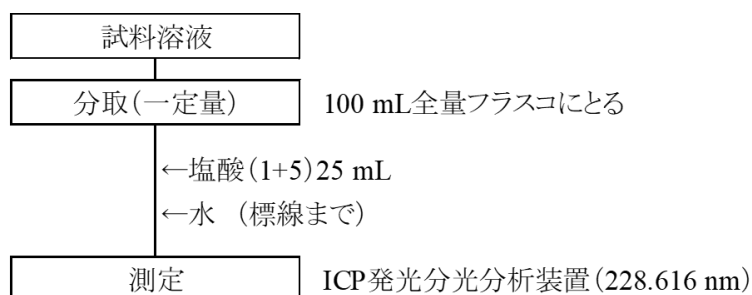 試料溶液
分取(一定量) 100 mL全量フラスコにとる
←塩酸(1+5)25 mL
←水 (標線まで)
測定 ICP発光分光分析装置(228.616 nm)